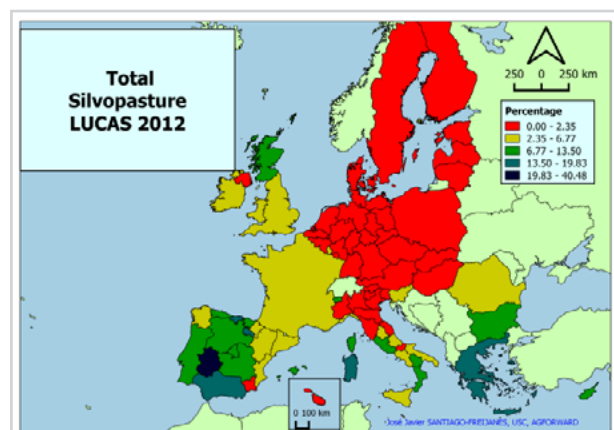 Total
Silvopasture
LUCAS 2012
250 0 250 km
Percentage
0.00 - 2.35
2.35 - 6.77
6.77 - 13.50
13.50 - 19.83
19.83 - 40.48
0 100 km
José Javier SANTIAGO-FREIJANÉS, USC, AGFORWARD